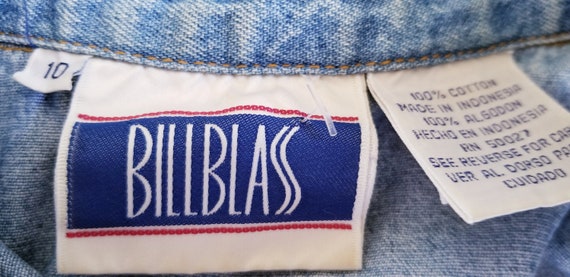 10
BILLBLASS
100% COTTON
MADE IN INDONESIA
100% ALGODON
HECHO EN INDONESIA
RN 50027
SEE REVERSE FOR CARE
VER AL DORSO PARA
CUIDADO